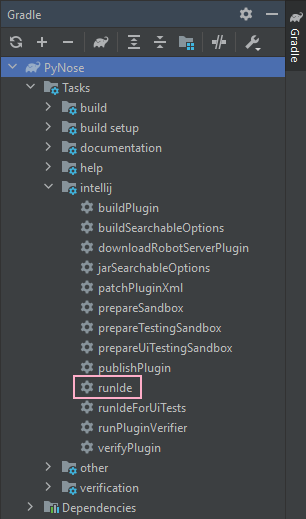 Gradle
Gradle
PyNose
Tasks
build
build setup
documentation
help
intellij
buildPlugin
buildSearchableOptions
downloadRobotServerPlugin
jarSearchableOptions
patchPluginXml
prepareSandbox
prepareTestingSandbox
prepareUiTestingSandbox
publishPlugin
runIde
runIdeForUiTests
runPluginVerifier
verifyPlugin
other
verification
Dependencies